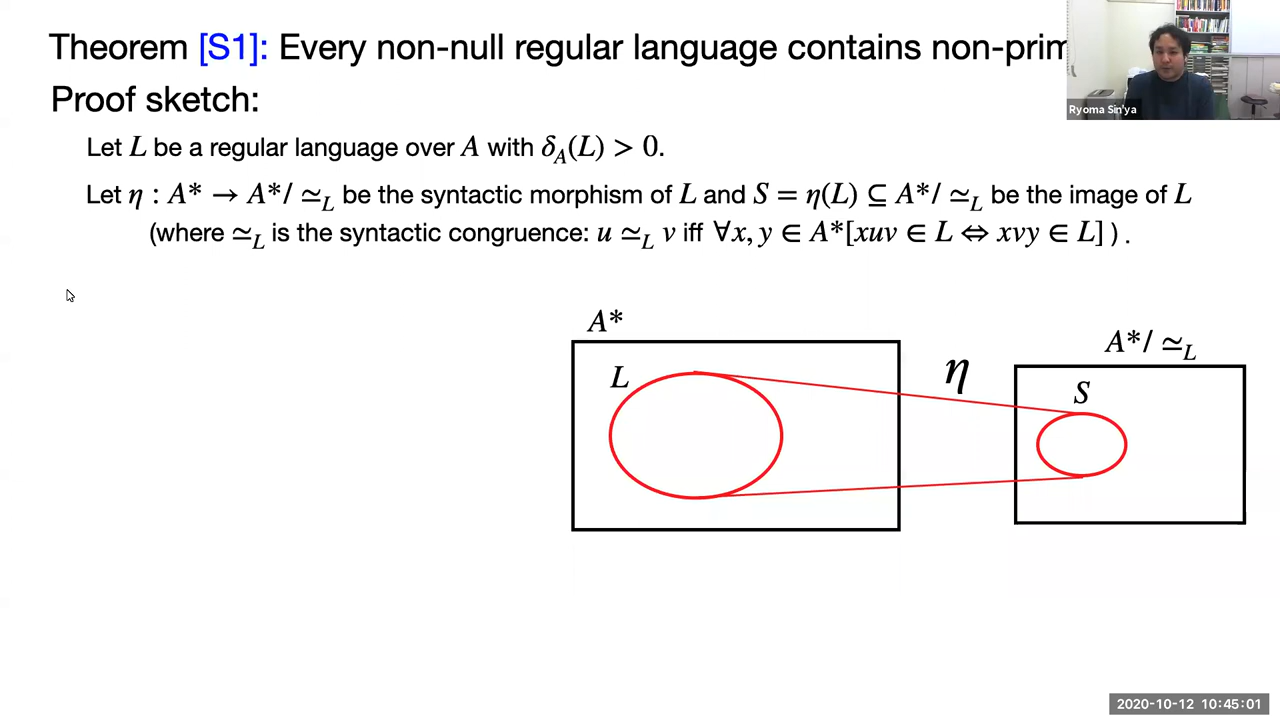 Theorem [S1]: Every non-null regular language contains non-prim
Ryoma Sin'ya
Proof sketch:
Let L be a regular language over A with δ_A(L) > 0.
Let η : A* → A*/ ≃_L be the syntactic morphism of L and S = η(L) ⊆ A*/ ≃_L be the image of L
(where ≃_L is the syntactic congruence: u ≃_L v iff ∀x, y ∈ A*[xuv ∈ L ⇔ xvy ∈ L] ) .
A*
A*/ ≃_L
L
η
S
2020-10-12 10:45:01